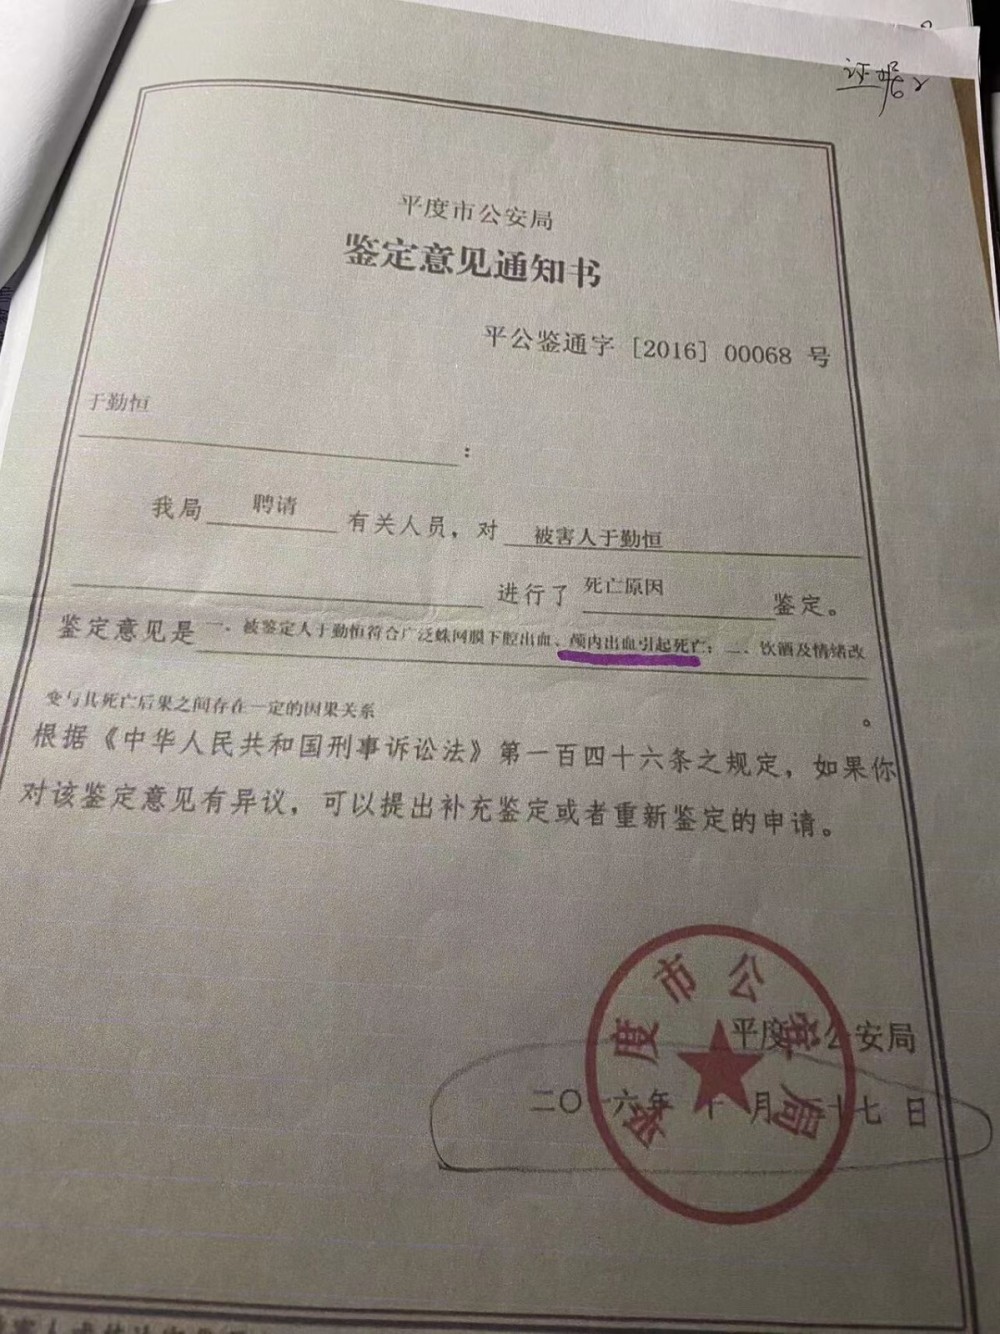 证据2
平度市公安局
鉴定意见通知书
平公鉴通字［2016］00068 号
于勤恒
：
我局 聘请 有关人员，对 被害人于勤恒
进行了 死亡原因 鉴定。
鉴定意见是 一、被鉴定人于勤恒符合广泛蛛网膜下腔出血、颅内出血引起死亡；二、饮酒及情绪改
变与其死亡后果之间存在一定的因果关系 。
根据《中华人民共和国刑事诉讼法》第一百四十六条之规定，如果你
对该鉴定意见有异议，可以提出补充鉴定或者重新鉴定的申请。
平度市公安局
平度 公安局
二〇一六年 十 月 十七 日